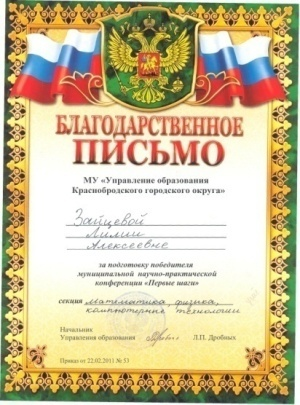 БЛАГОДАРСТВЕННОЕ
ПИСЬМО
МУ «Управление образования
Краснобродского городского округа»
Зайцевой
Лилии
Алексеевне
за подготовку победителя
муниципальной научно-практической
конференции «Первые шаги»
секция математика, физика,
компьютерные технологии
Начальник
Управления образования Л.П. Дробных
Приказ от 22.02.2011 № 53